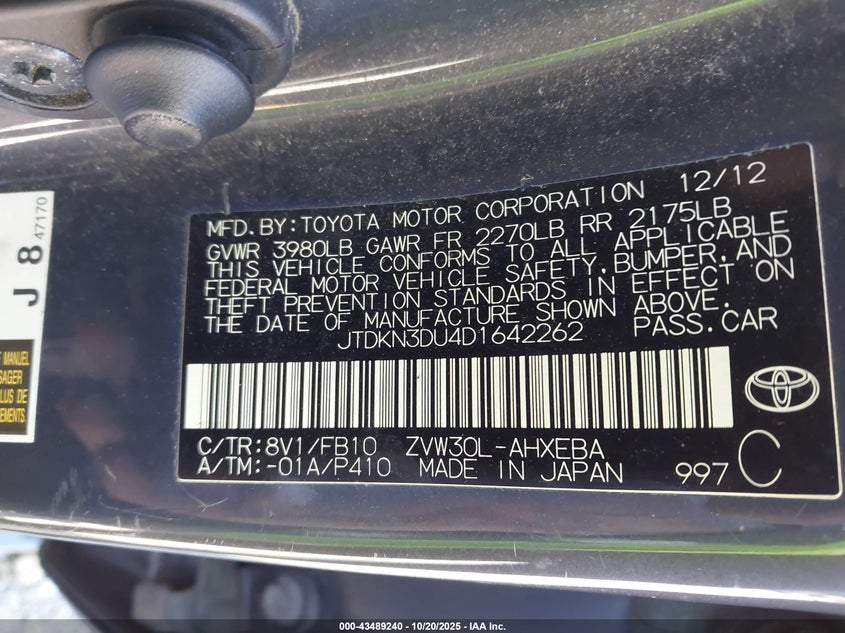 MFD.BY:TOYOTA MOTOR CORPORATION 12/12
GVWR 3980LB GAWR FR 2270LB RR 2175LB
THIS VEHICLE CONFORMS TO ALL APPLICABLE
FEDERAL MOTOR VEHICLE SAFETY,BUMPER,AND
THEFT PREVENTION STANDARDS IN EFFECT ON
THE DATE OF MANUFACTURE SHOWN ABOVE.
JTDKN3DU4D1642262 PASS.CAR
C/TR:8V1/FB10 ZVW30L-AHXEBA
A/TM:-01A/P410 MADE IN JAPAN 997 C
J 8
47170
MANUEL
SAGER
LUS DE
EMENTS.
000-43489240 - 10/20/2025 - IAA Inc.